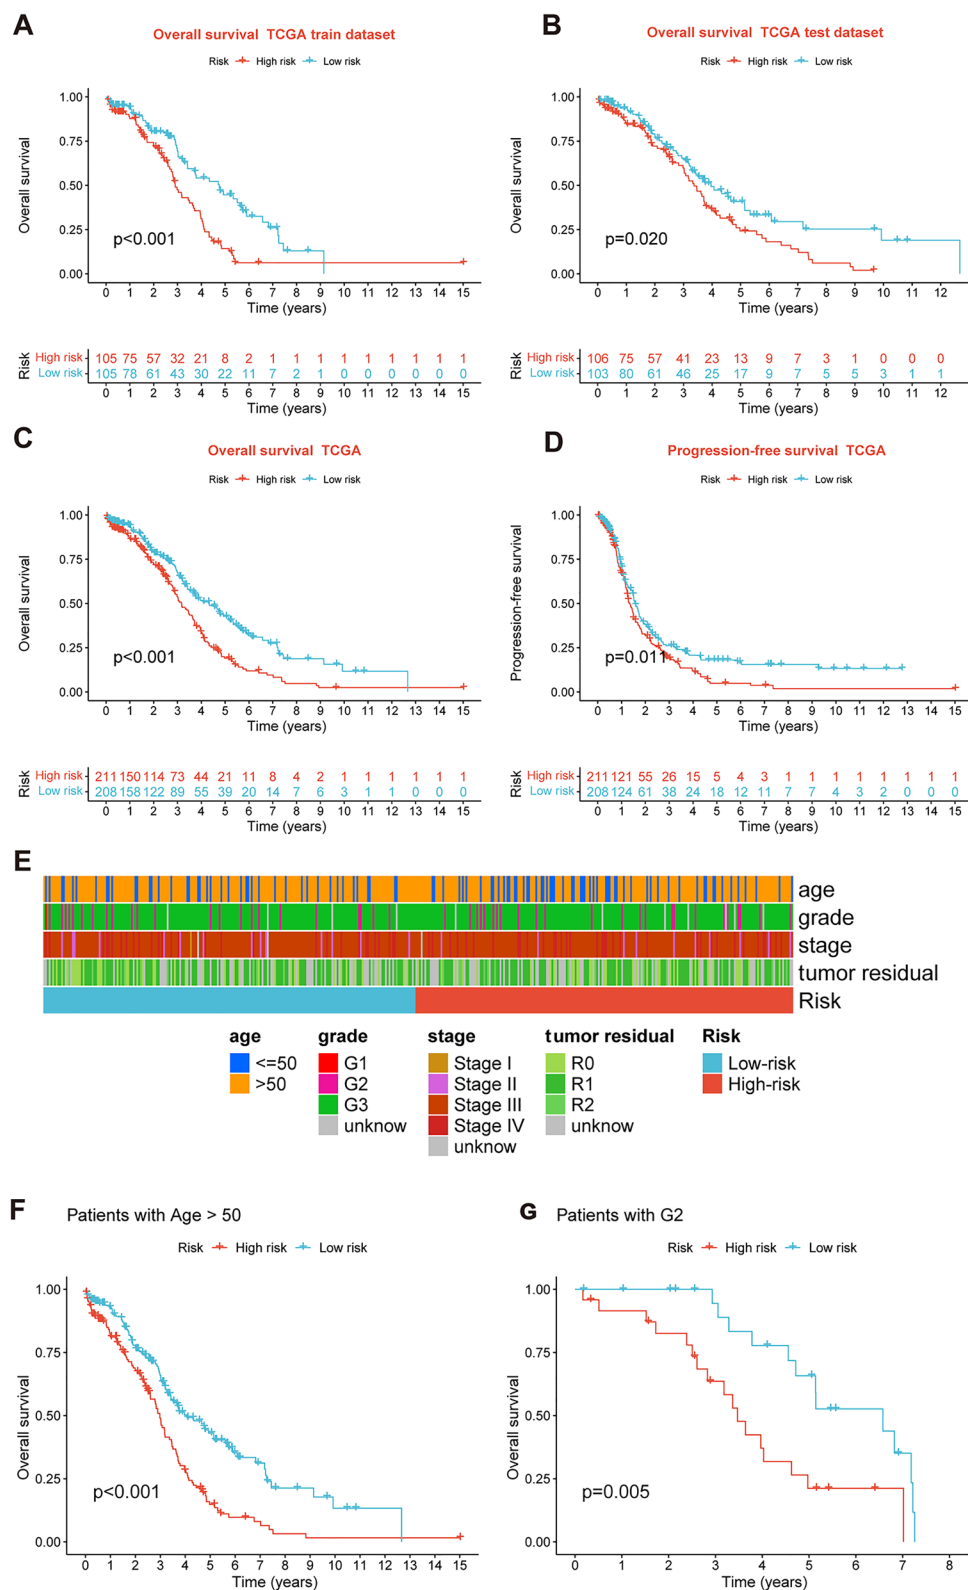 A
Overall survival TCGA train dataset
Risk High risk Low risk
Overall survival
1.00
0.75
0.50
0.25
0.00
p<0.001
0 1 2 3 4 5 6 7 8 9 10 11 12 13 14 15
Time (years)
Risk
High risk 105 75 57 32 21 8 2 1 1 1 1 1 1 1 1 1
Low risk 105 78 61 43 30 22 11 7 2 1 0 0 0 0 0 0
0 1 2 3 4 5 6 7 8 9 10 11 12 13 14 15
Time (years)
B
Overall survival TCGA test dataset
Risk High risk Low risk
Overall survival
1.00
0.75
0.50
0.25
0.00
p=0.020
0 1 2 3 4 5 6 7 8 9 10 11 12
Time (years)
Risk
High risk 106 75 57 41 23 13 9 7 3 1 0 0 0
Low risk 103 80 61 46 25 17 9 7 5 5 3 1 1
0 1 2 3 4 5 6 7 8 9 10 11 12
Time (years)
C
Overall survival TCGA
Risk High risk Low risk
Overall survival
1.00
0.75
0.50
0.25
0.00
p<0.001
0 1 2 3 4 5 6 7 8 9 10 11 12 13 14 15
Time (years)
Risk
High risk 211 150 114 73 44 21 11 8 4 2 1 1 1 1 1 1
Low risk 208 158 122 89 55 39 20 14 7 6 3 1 1 0 0 0
0 1 2 3 4 5 6 7 8 9 10 11 12 13 14 15
Time (years)
D
Progression-free survival TCGA
Risk High risk Low risk
Progression-free survival
1.00
0.75
0.50
0.25
0.00
p=0.011
0 1 2 3 4 5 6 7 8 9 10 11 12 13 14 15
Time (years)
Risk
High risk 211 121 55 26 15 5 4 3 1 1 1 1 1 1 1 1
Low risk 208 124 61 38 24 18 12 11 7 7 4 3 2 0 0 0
0 1 2 3 4 5 6 7 8 9 10 11 12 13 14 15
Time (years)
E
age
grade
stage
tumor residual
Risk
age
<=50
>50
grade
G1
G2
G3
unknow
stage
Stage I
Stage II
Stage III
Stage IV
unknow
tumor residual
R0
R1
R2
unknow
Risk
Low-risk
High-risk
F
Patients with Age > 50
Risk High risk Low risk
Overall survival
1.00
0.75
0.50
0.25
0.00
p<0.001
0 1 2 3 4 5 6 7 8 9 10 11 12 13 14 15
Time (years)
G
Patients with G2
Risk High risk Low risk
Overall survival
1.00
0.75
0.50
0.25
0.00
p=0.005
0 1 2 3 4 5 6 7 8
Time (years)